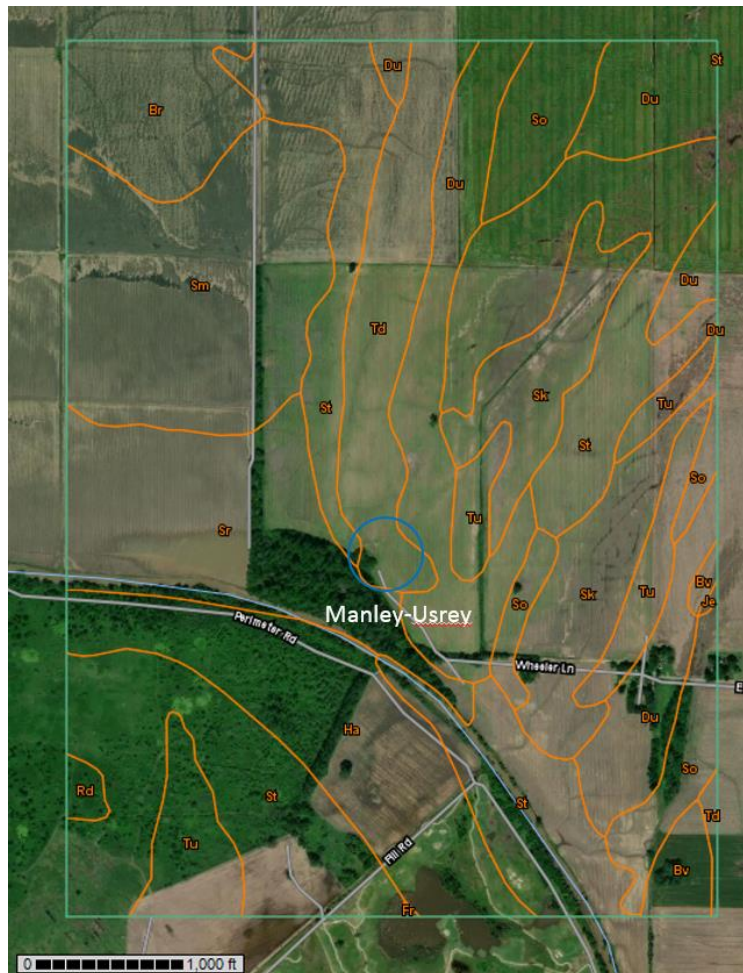 St
Du
Br
Du
So
Du
Sm
Du
Du
Td
Tu
Sk
St
St
So
Sr
Tu
Bv
So
Sk
Tu
Je
Manley-Usrey
Perimeter Rd
Wheeler Ln
E
Ha
Du
So
Rd
St
St
Td
Tu
Hill Rd
Bv
Fr
0 1,000 ft